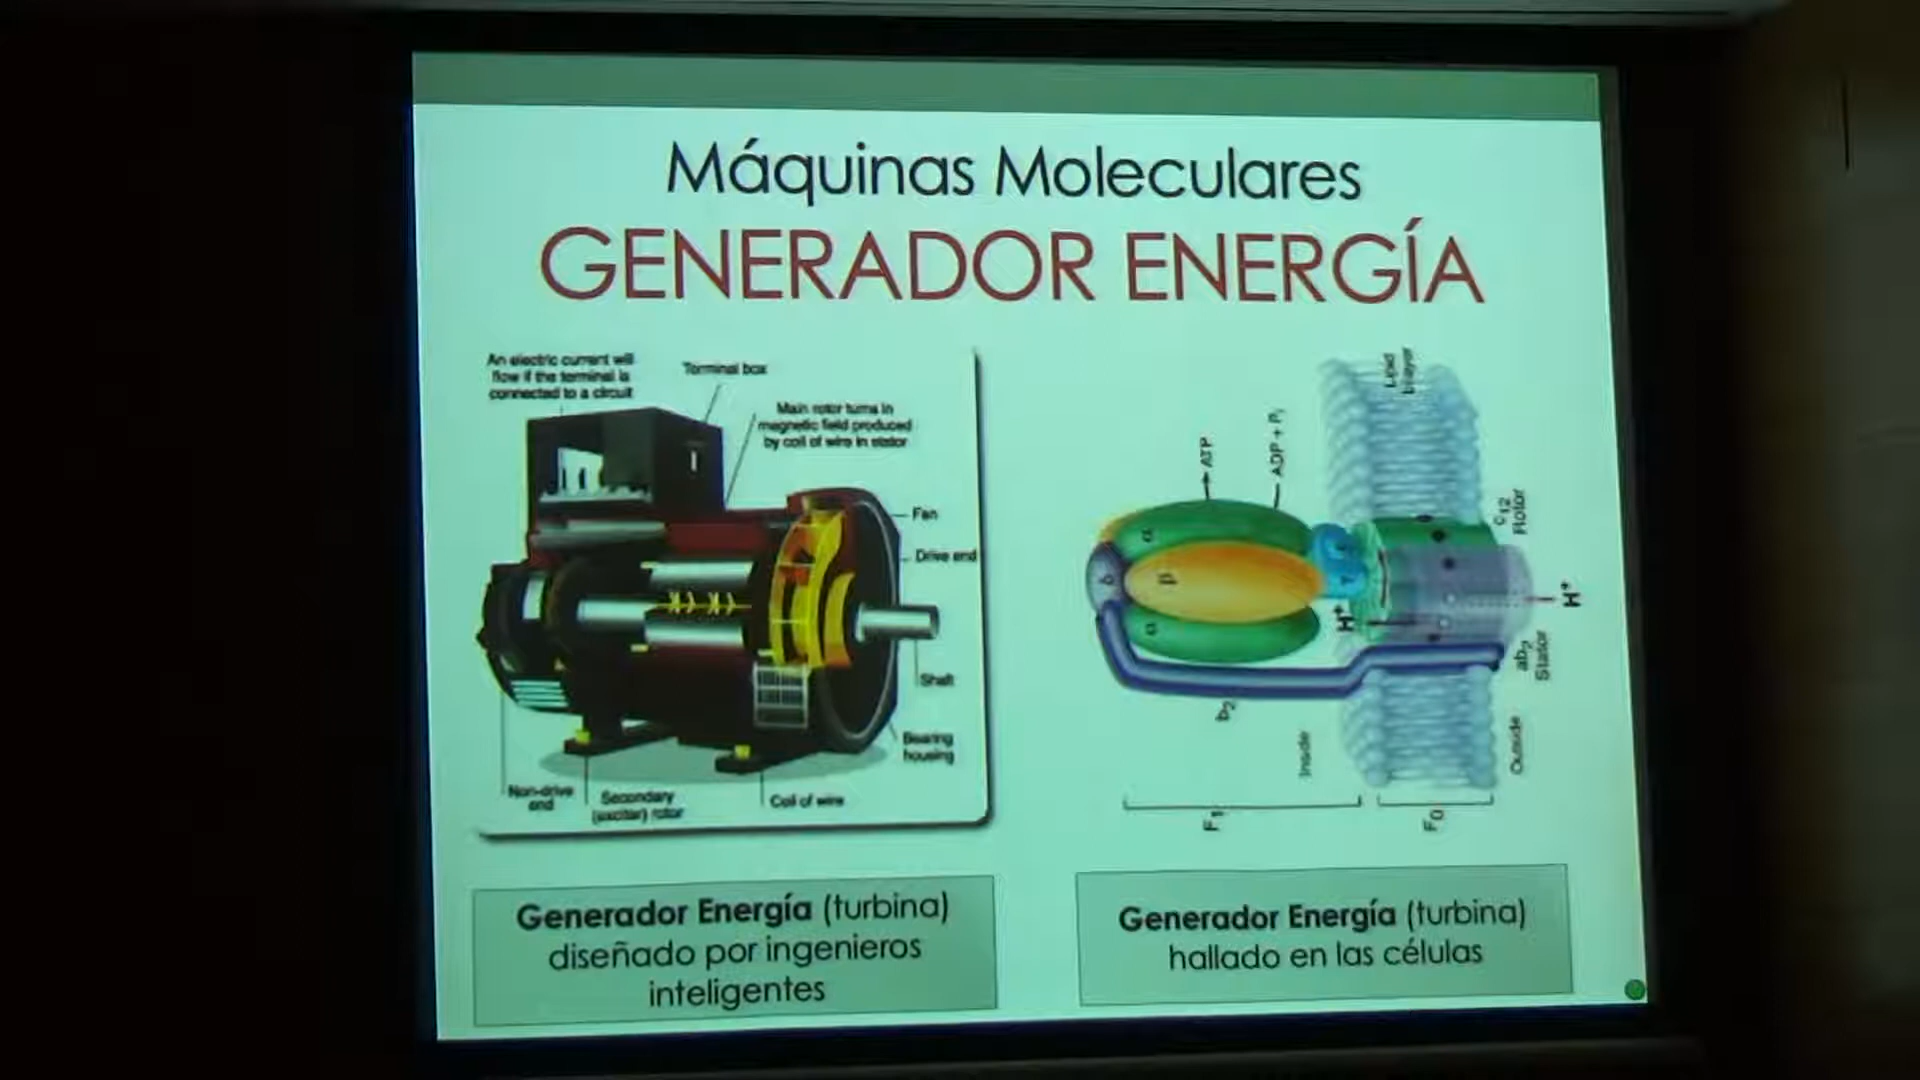 Máquinas Moleculares
GENERADOR ENERGÍA
An electric current will
flow if the terminal is
connected to a circuit
Terminal box
Main rotor turns in
magnetic field produced
by coil of wire in stator
Fan
Drive end
Shaft
Bearing
housing
Coil of wire
Secondary
(exciter) rotor
Non-drive
end
Lipid
bilayer
ATP
ADP + Pi
c12
Rotor
α
β
α
δ
γ
H+
H+
ab2
Stator
b2
Inside
Outside
F1
F0
Generador Energía (turbina)
diseñado por ingenieros
inteligentes
Generador Energía (turbina)
hallado en las células